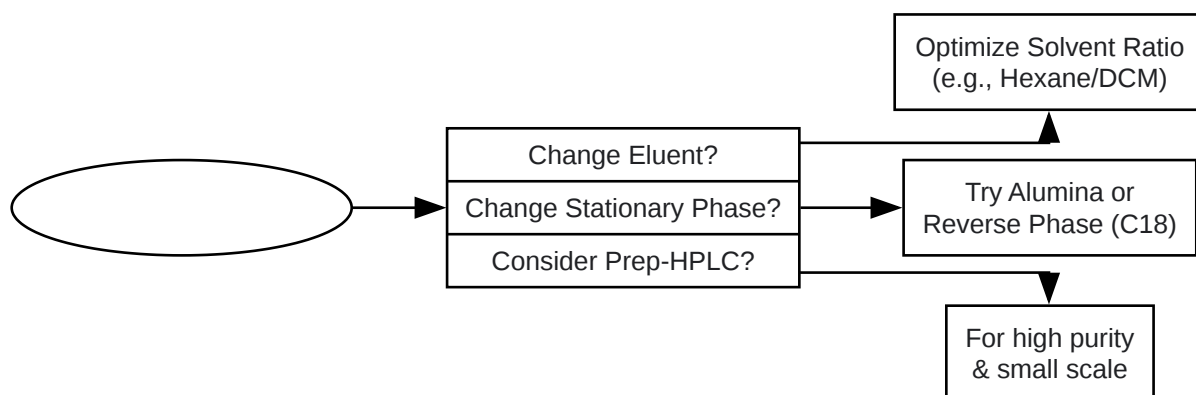 Optimize Solvent Ratio
(e.g., Hexane/DCM)
Change Eluent?
Change Stationary Phase?
Consider Prep-HPLC?
Try Alumina or
Reverse Phase (C18)
For high purity
& small scale